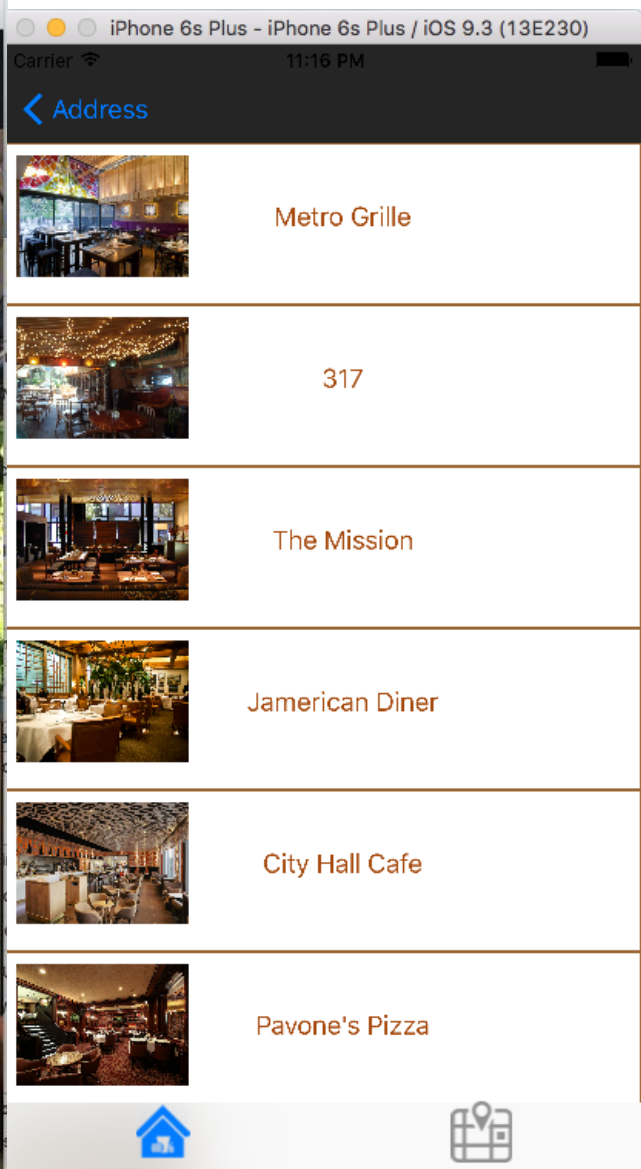 iPhone 6s Plus - iPhone 6s Plus / iOS 9.3 (13E230)
Carrier 11:16 PM
Address
Metro Grille
317
The Mission
Jamerican Diner
City Hall Cafe
Pavone's Pizza